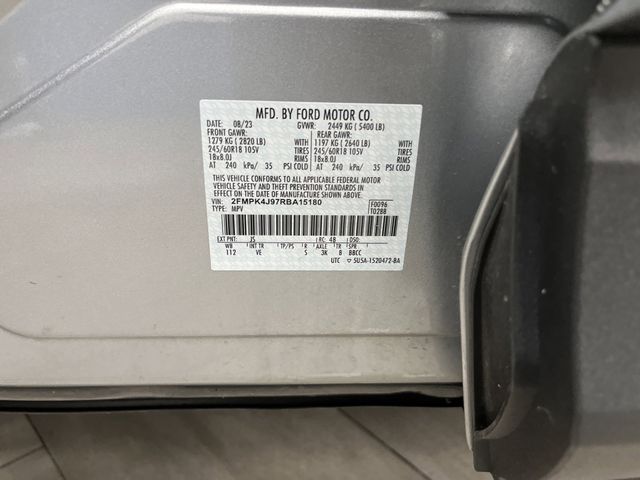 MFD. BY FORD MOTOR CO.
DATE: 08/23 GVWR: 2449 KG ( 5400 LB)
FRONT GAWR: REAR GAWR:
1279 KG ( 2820 LB) WITH 1197 KG ( 2640 LB) WITH
245/60R18 105V TIRES 245/60R18 105V TIRES
18x8.0J RIMS 18x8.0J RIMS
AT 240 kPa/ 35 PSI COLD AT 240 kPa/ 35 PSI COLD
THIS VEHICLE CONFORMS TO ALL APPLICABLE FEDERAL MOTOR
VEHICLE SAFETY AND THEFT PREVENTION STANDARDS IN
EFFECT ON THE DATE OF MANUFACTURE SHOWN ABOVE.
VIN: 2FMPK4J97RBA15180 F0096
TYPE: MPV T0288
EXT PNT: JS RC: 48 DSO:
WB INT TR TP/PS R AXLE TR SPR
112 VE S 3K B BBCC
UTC ▽ 5U5A-1520472-BA